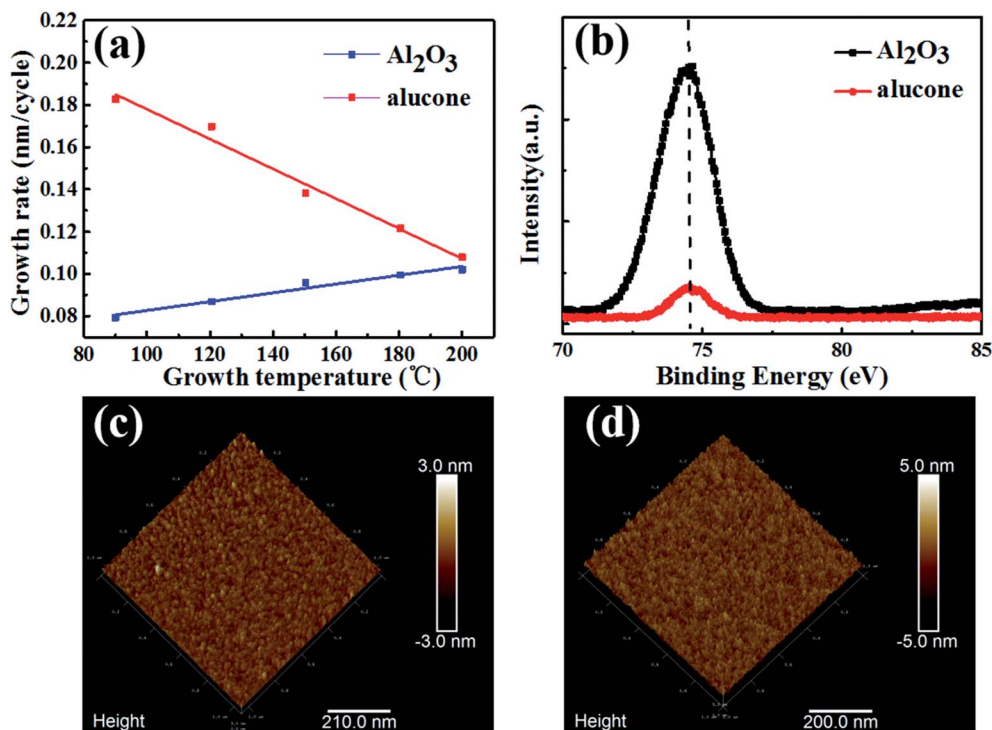 (a)
Al₂O₃
alucone
0.22
0.20
0.18
0.16
0.14
0.12
0.10
0.08
Growth rate (nm/cycle)
80 100 120 140 160 180 200
Growth temperature (℃)
(b)
Al₂O₃
alucone
Intensity(a.u.)
70 75 80 85
Binding Energy (eV)
(c)
3.0 nm
-3.0 nm
Height
210.0 nm
(d)
5.0 nm
-5.0 nm
Height
200.0 nm